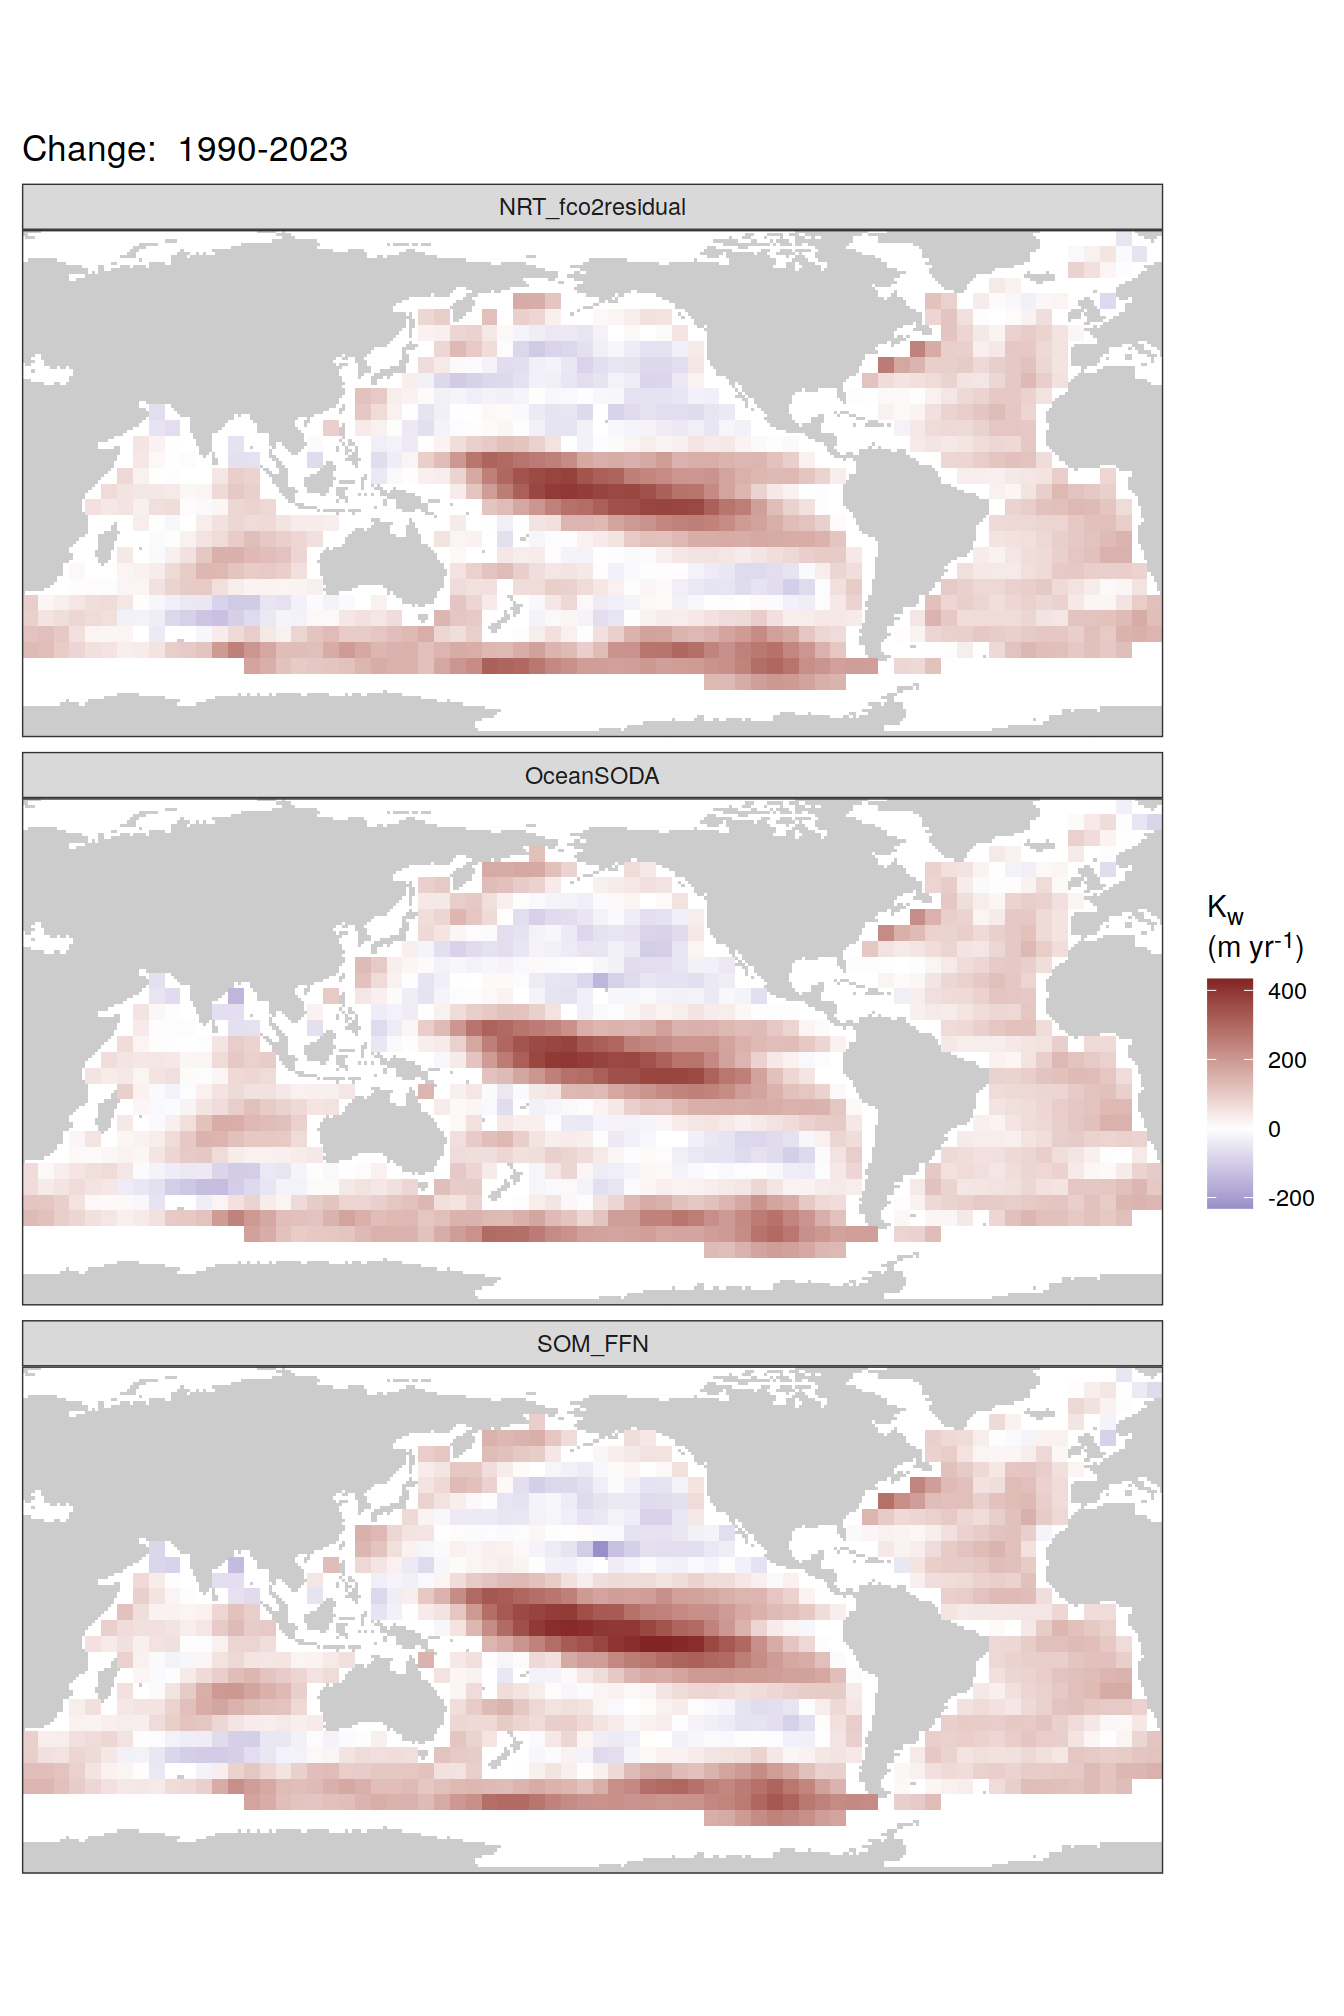 Change:  1990-2023
NRT_fco2residual
OceanSODA
SOM_FFN
Kw
(m yr-1)
400
200
0
-200